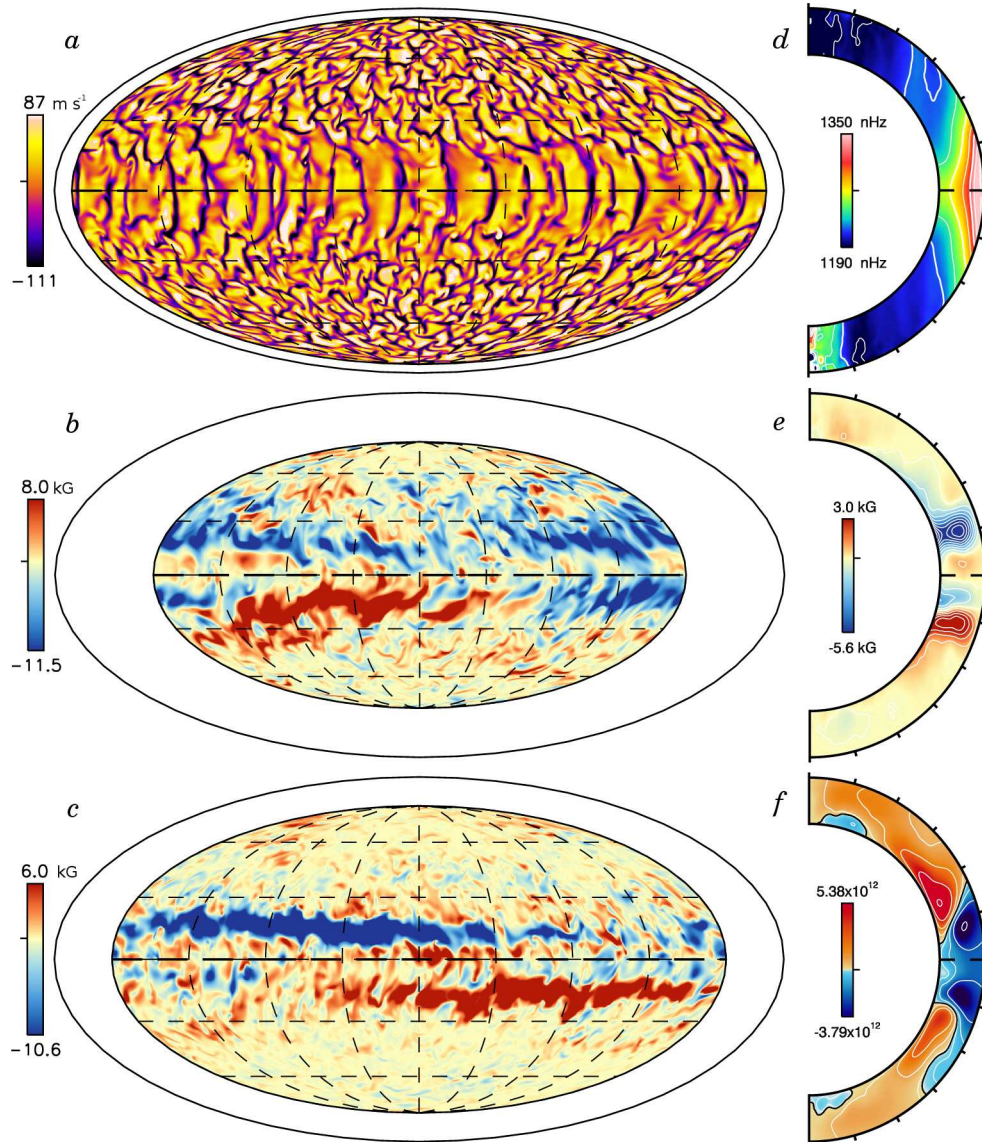 a
87 m s⁻¹
−111
d
1350 nHz
1190 nHz
b
8.0 kG
−11.5
e
3.0 kG
-5.6 kG
c
6.0 kG
−10.6
f
5.38x10¹²
-3.79x10¹²